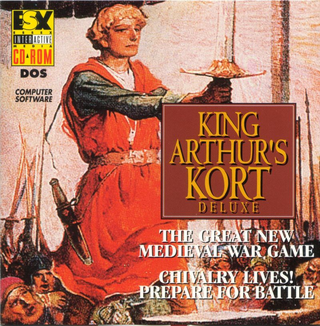 ESX
ESSEX
INTERACTIVE
MEDIA
CD-ROM
DOS
COMPUTER
SOFTWARE
KING
ARTHUR'S
KORT
DELUXE
THE GREAT NEW
MEDIEVAL WAR GAME
CHIVALRY LIVES!
PREPARE FOR BATTLE